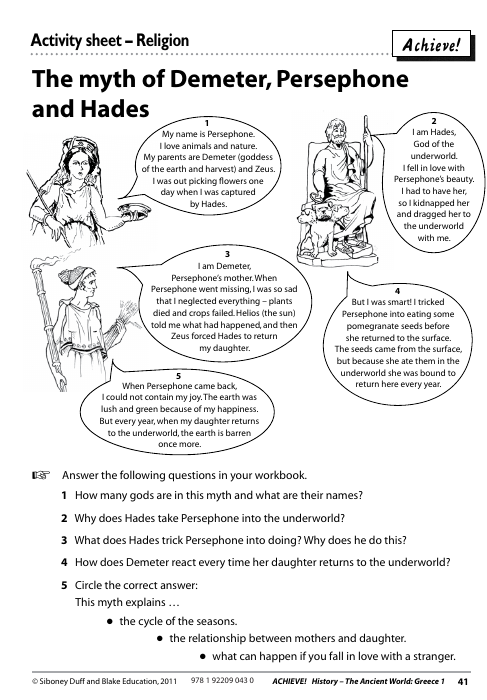 Activity sheet – Religion
Achieve!
The myth of Demeter, Persephone
and Hades
1
My name is Persephone.
I love animals and nature.
My parents are Demeter (goddess
of the earth and harvest) and Zeus.
I was out picking flowers one
day when I was captured
by Hades.
2
I am Hades,
God of the
underworld.
I fell in love with
Persephone's beauty.
I had to have her,
so I kidnapped her
and dragged her to
the underworld
with me.
3
I am Demeter,
Persephone's mother. When
Persephone went missing, I was so sad
that I neglected everything – plants
died and crops failed. Helios (the sun)
told me what had happened, and then
Zeus forced Hades to return
my daughter.
4
But I was smart! I tricked
Persephone into eating some
pomegranate seeds before
she returned to the surface.
The seeds came from the surface,
but because she ate them in the
underworld she was bound to
return here every year.
5
When Persephone came back,
I could not contain my joy. The earth was
lush and green because of my happiness.
But every year, when my daughter returns
to the underworld, the earth is barren
once more.
Answer the following questions in your workbook.
1 How many gods are in this myth and what are their names?
2 Why does Hades take Persephone into the underworld?
3 What does Hades trick Persephone into doing? Why does he do this?
4 How does Demeter react every time her daughter returns to the underworld?
5 Circle the correct answer:
This myth explains …
• the cycle of the seasons.
• the relationship between mothers and daughter.
• what can happen if you fall in love with a stranger.
© Siboney Duff and Blake Education, 2011 978 1 92209 043 0 ACHIEVE! History – The Ancient World: Greece 1 41